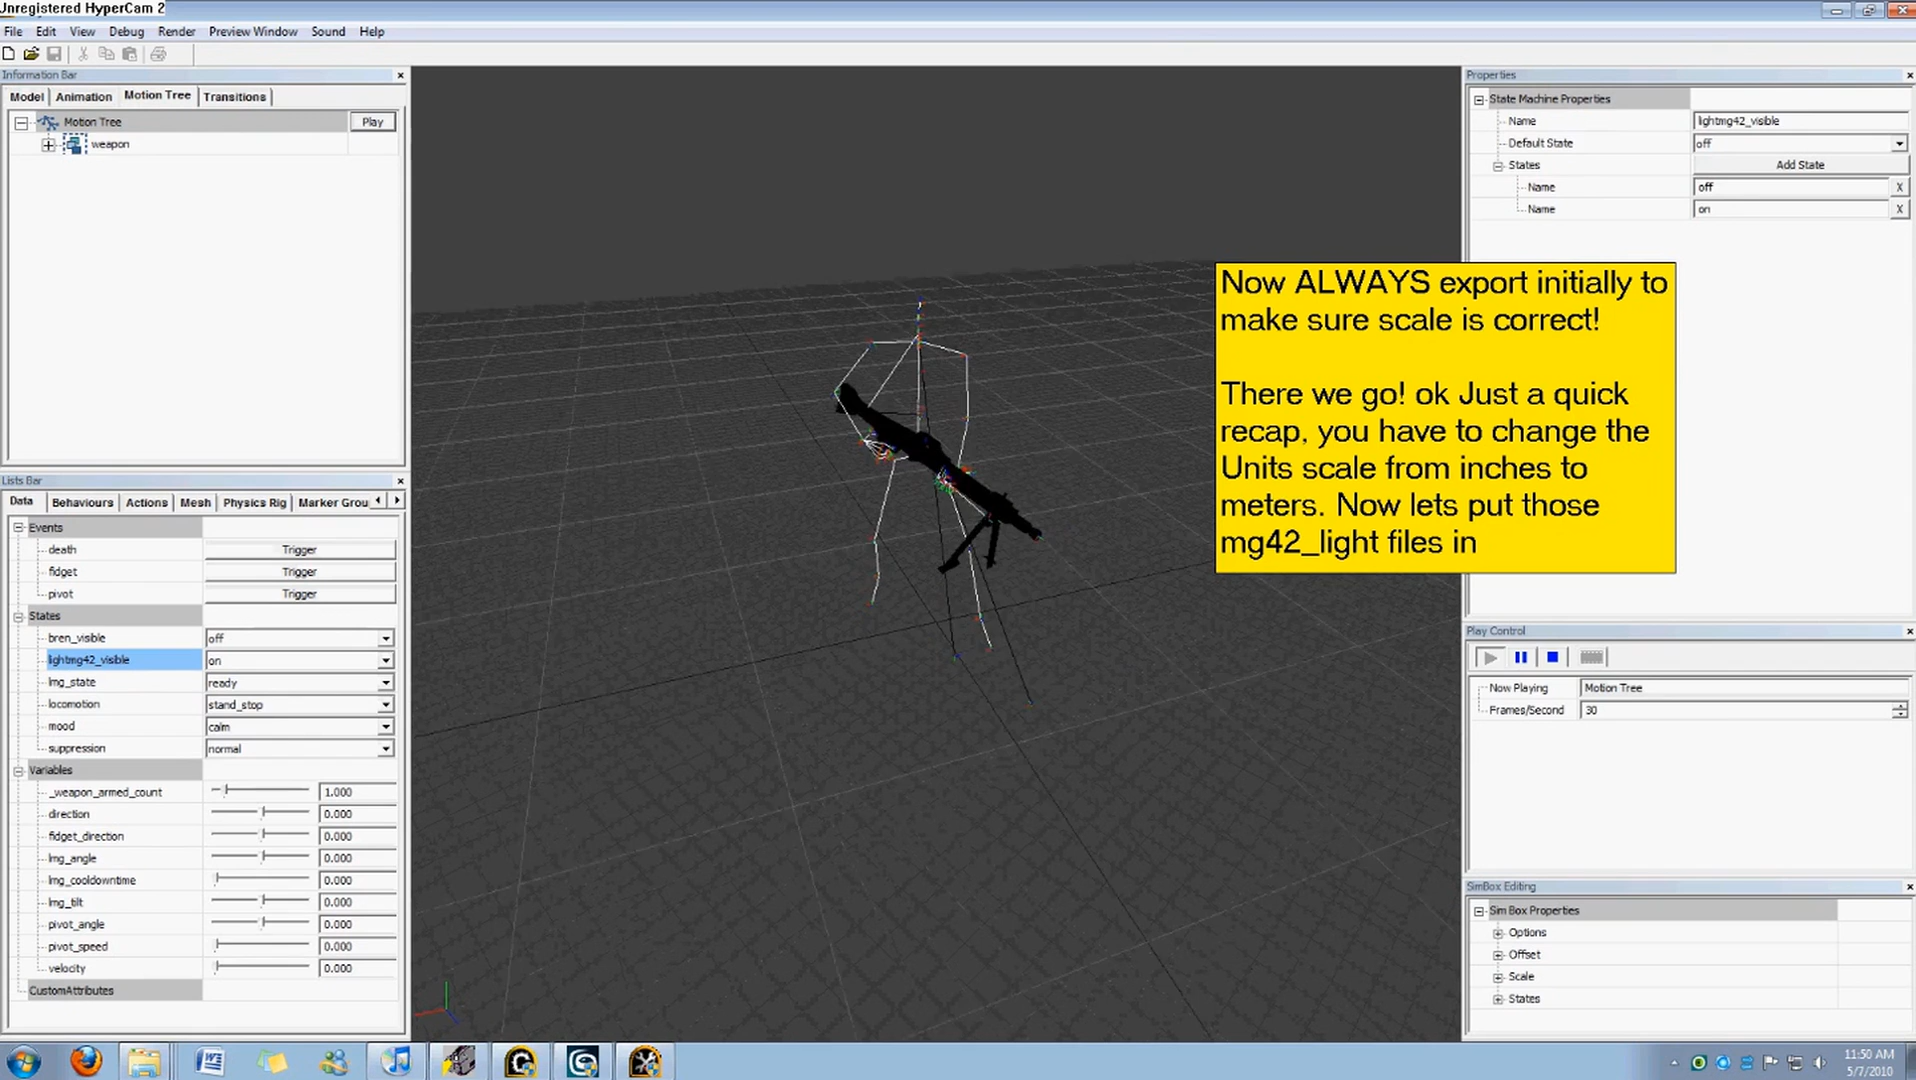 Unregistered HyperCam 2
File Edit View Debug Render Preview Window Sound Help
Information Bar
Model Animation Motion Tree Transitions
Motion Tree Play
weapon
Lists Bar
Data Behaviours Actions Mesh Physics Rig Marker Grou
Events
death Trigger
fidget Trigger
pivot Trigger
States
bren_visible off
lightmg42_visible on
lmg_state ready
locomotion stand_stop
mood calm
suppression normal
Variables
_weapon_armed_count 1.000
direction 0.000
fidget_direction 0.000
lmg_angle 0.000
lmg_cooldowntime 0.000
lmg_tilt 0.000
pivot_angle 0.000
pivot_speed 0.000
velocity 0.000
CustomAttributes
Now ALWAYS export initially to
make sure scale is correct!
There we go! ok Just a quick
recap, you have to change the
Units scale from inches to
meters. Now lets put those
mg42_light files in
Properties
State Machine Properties
Name lightmg42_visible
Default State off
States Add State
Name off X
Name on X
Play Control
Now Playing Motion Tree
Frames/Second 30
SimBox Editing
Sim Box Properties
Options
Offset
Scale
States
11:50 AM
5/7/2010